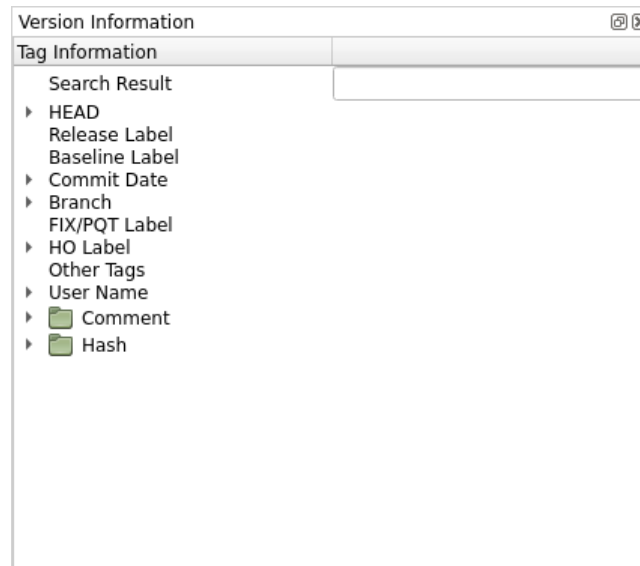 Version Information
Tag Information
Search Result
HEAD
Release Label
Baseline Label
Commit Date
Branch
FIX/PQT Label
HO Label
Other Tags
User Name
Comment
Hash